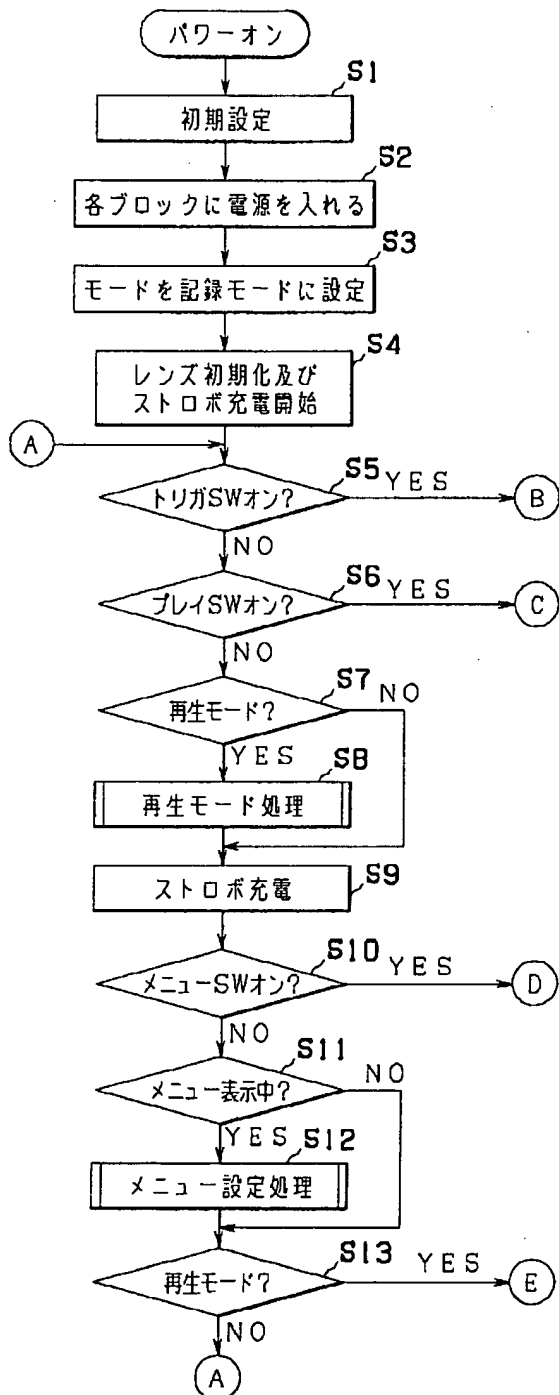 パワーオン
S1
初期設定
S2
各ブロックに電源を入れる
S3
モードを記録モードに設定
S4
レンズ初期化及び
ストロボ充電開始
A
S5
トリガSWオン?
YES
B
NO
S6
プレイSWオン?
YES
C
NO
S7
再生モード?
NO
YES
S8
再生モード処理
S9
ストロボ充電
S10
メニューSWオン?
YES
D
NO
S11
メニュー表示中?
NO
YES
S12
メニュー設定処理
S13
再生モード?
YES
E
NO
A